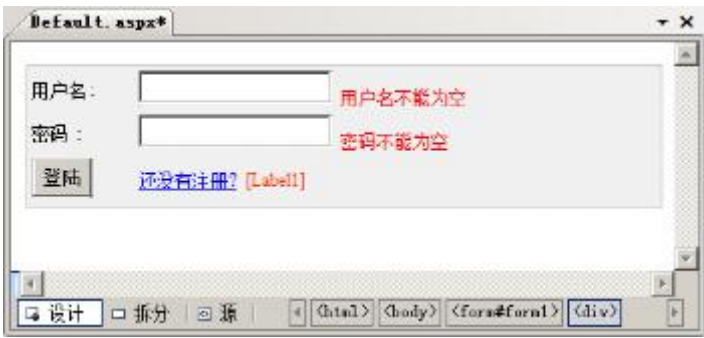 Default.aspx*
用户名： 用户名不能为空
密码： 密码不能为空
登陆 还没有注册? [Label1]
设计 拆分 源 <html> <body> <form#form1> <div>